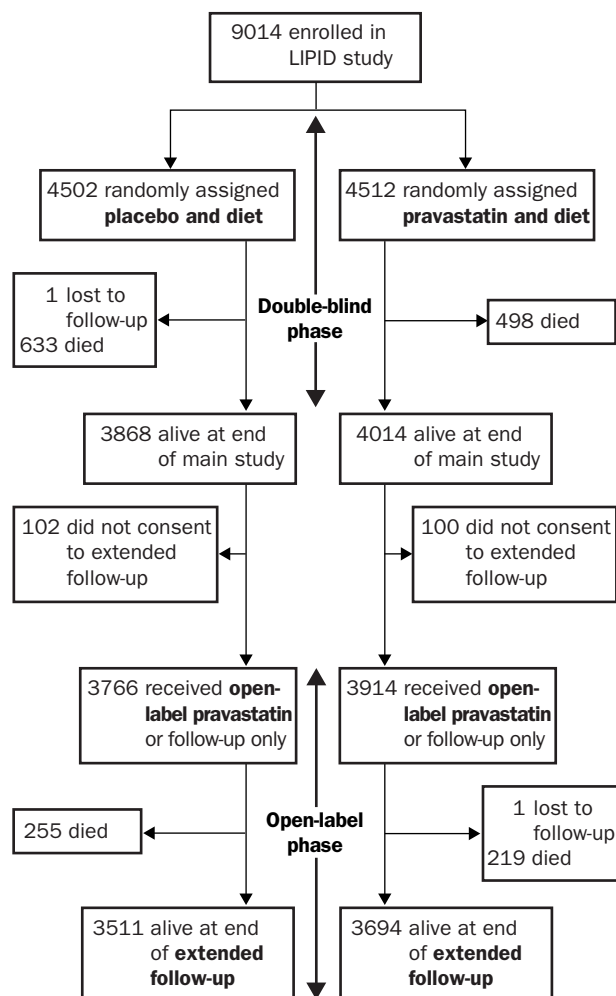 9014 enrolled in
LIPID study
4502 randomly assigned
placebo and diet
4512 randomly assigned
pravastatin and diet
1 lost to
follow-up
633 died
Double-blind
phase
498 died
3868 alive at end
of main study
4014 alive at end
of main study
102 did not consent
to extended
follow-up
100 did not consent
to extended
follow-up
3766 received open-
label pravastatin
or follow-up only
3914 received open-
label pravastatin
or follow-up only
255 died
Open-label
phase
1 lost to
follow-up
219 died
3511 alive at end
of extended
follow-up
3694 alive at end
of extended
follow-up